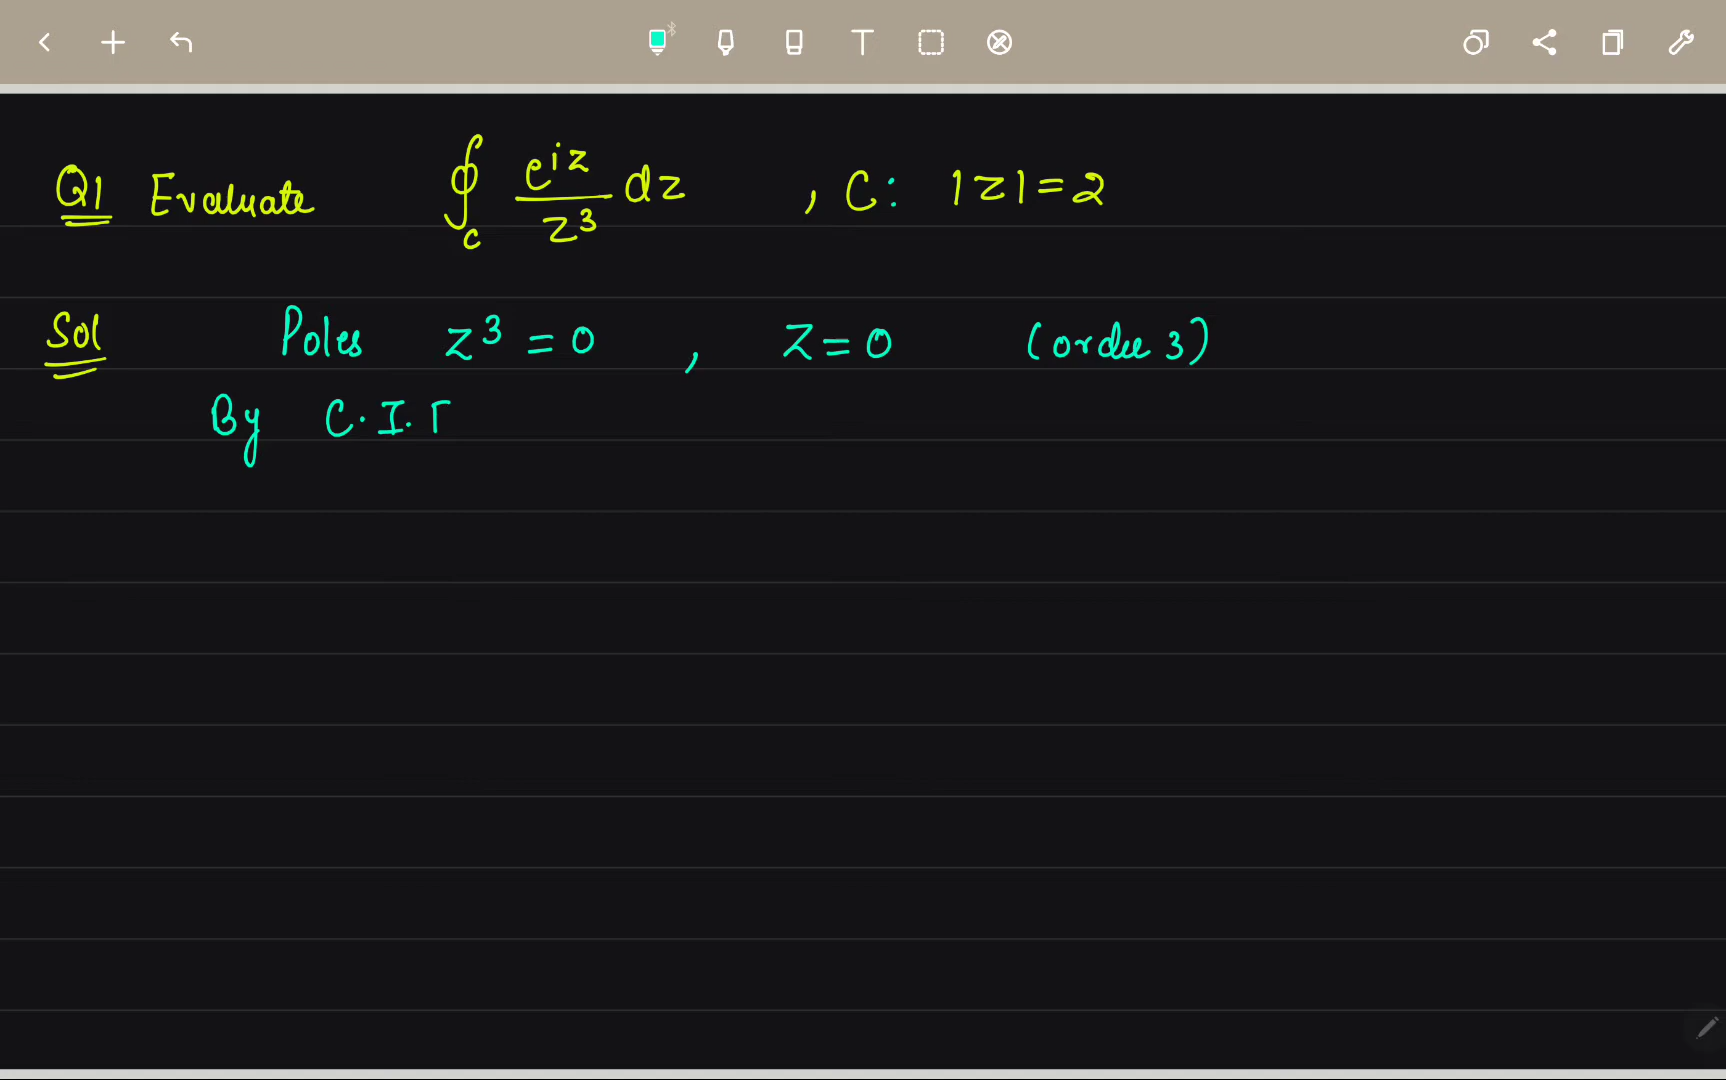 Q1 Evaluate ∮_c e^{iz}/z^3 dz , C: |z|=2
Sol Poles z^3 = 0 , z=0 (order 3)
By C.I.Γ